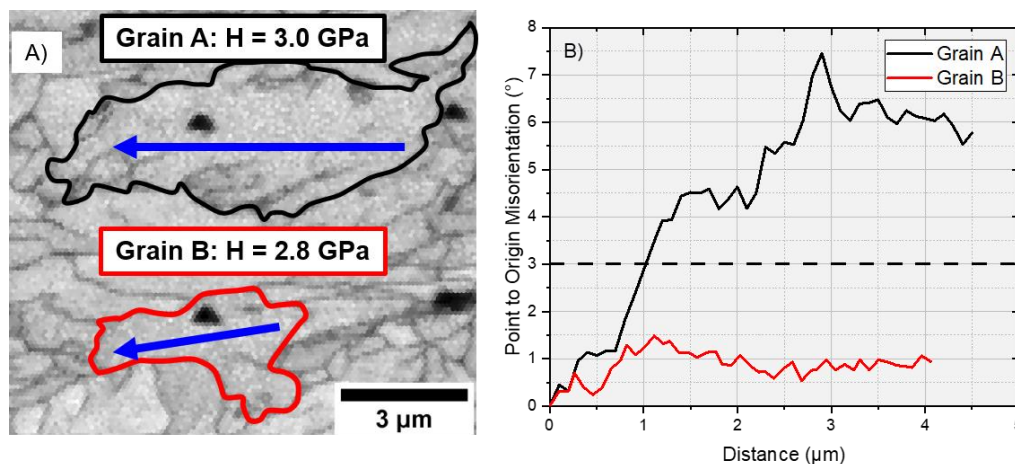 A)
Grain A: H = 3.0 GPa
Grain B: H = 2.8 GPa
3 µm
B)
Grain A
Grain B
Point to Origin Misorientation (°)
8
7
6
5
4
3
2
1
0
0 1 2 3 4 5
Distance (µm)